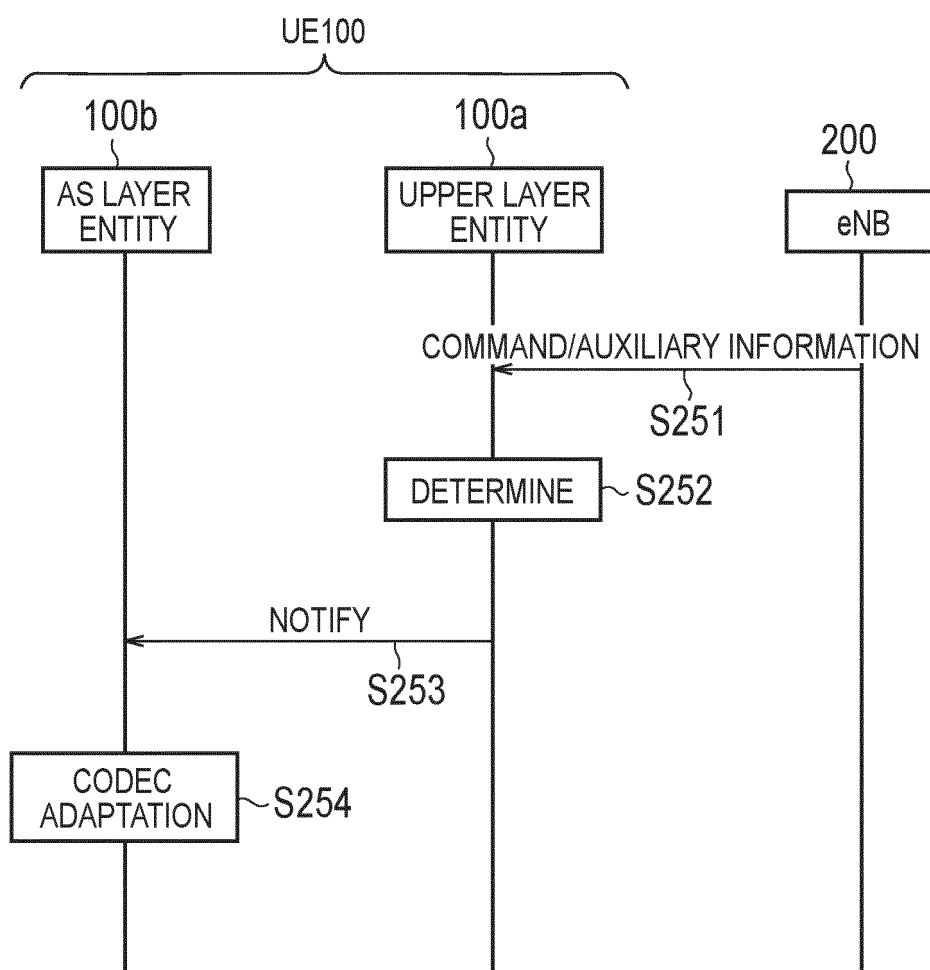 UE100
100b
100a
200
AS LAYER
ENTITY
UPPER LAYER
ENTITY
eNB
COMMAND/AUXILIARY INFORMATION
S251
DETERMINE
S252
NOTIFY
S253
CODEC
ADAPTATION
S254